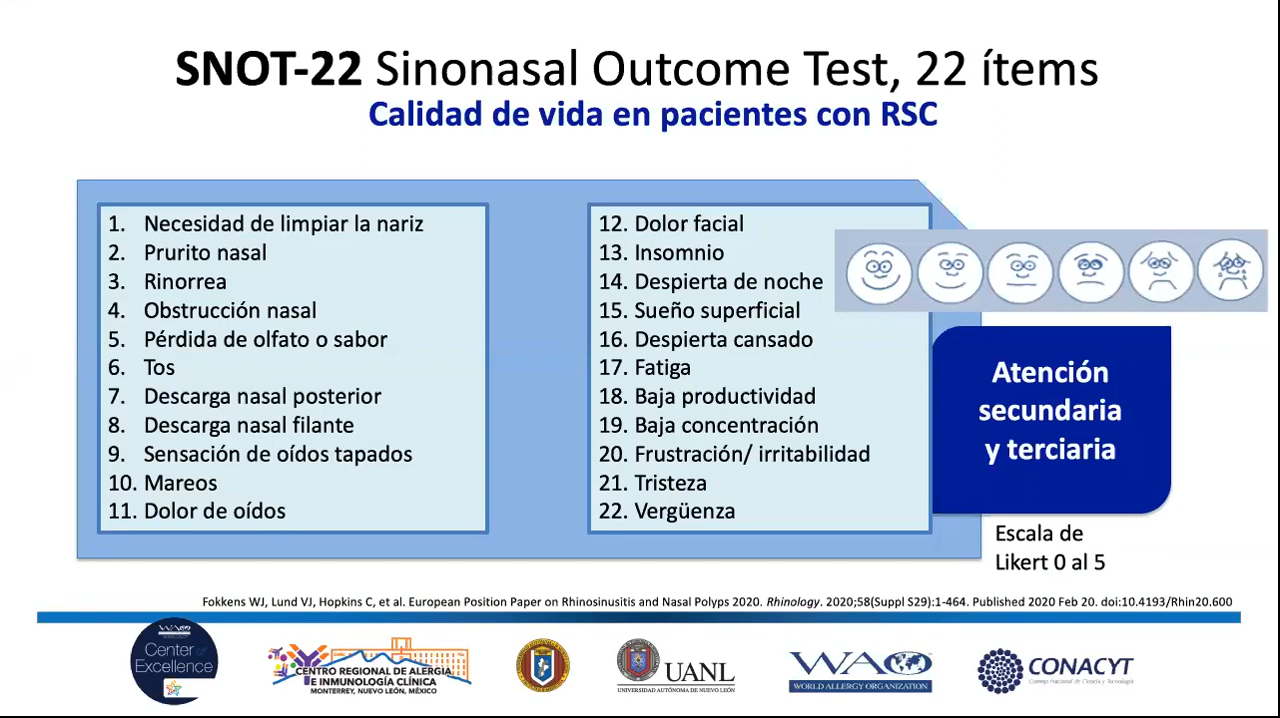 SNOT-22 Sinonasal Outcome Test, 22 ítems
Calidad de vida en pacientes con RSC
1. Necesidad de limpiar la nariz
2. Prurito nasal
3. Rinorrea
4. Obstrucción nasal
5. Pérdida de olfato o sabor
6. Tos
7. Descarga nasal posterior
8. Descarga nasal filante
9. Sensación de oídos tapados
10. Mareos
11. Dolor de oídos
12. Dolor facial
13. Insomnio
14. Despierta de noche
15. Sueño superficial
16. Despierta cansado
17. Fatiga
18. Baja productividad
19. Baja concentración
20. Frustración/ irritabilidad
21. Tristeza
22. Vergüenza
Atención
secundaria
y terciaria
Escala de
Likert 0 al 5
Fokkens WJ, Lund VJ, Hopkins C, et al. European Position Paper on Rhinosinusitis and Nasal Polyps 2020. Rhinology. 2020;58(Suppl S29):1-464. Published 2020 Feb 20. doi:10.4193/Rhin20.600
WAO
Center of
Excellence
CENTRO REGIONAL DE ALERGIA
E INMUNOLOGÍA CLÍNICA
MONTERREY, NUEVO LEÓN, MÉXICO
UANL
UNIVERSIDAD AUTÓNOMA DE NUEVO LEÓN
WAO
WORLD ALLERGY ORGANIZATION
CONACYT
Consejo Nacional de Ciencia y Tecnología